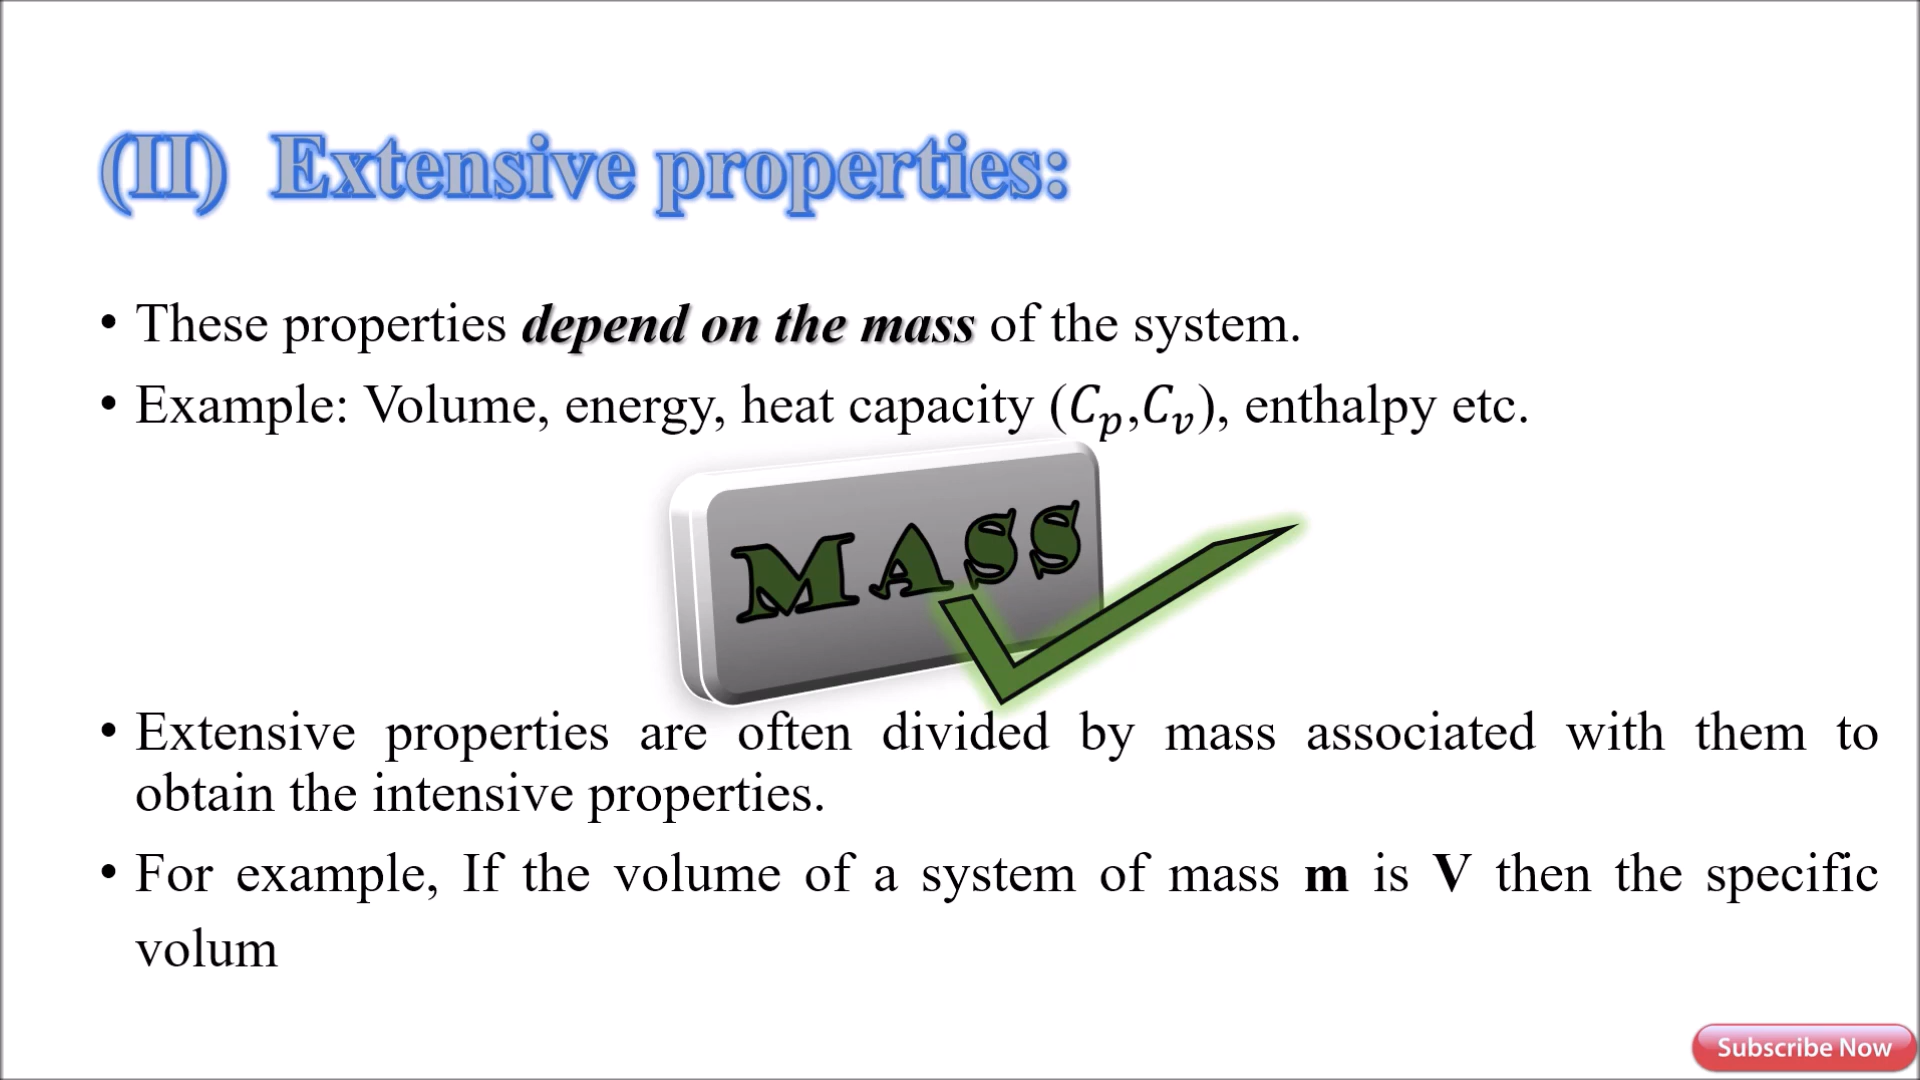 (II) Extensive properties:
• These properties depend on the mass of the system.
• Example: Volume, energy, heat capacity (𝐶ₚ,𝐶ᵥ), enthalpy etc.
MASS
• Extensive properties are often divided by mass associated with them to
obtain the intensive properties.
• For example, If the volume of a system of mass m is V then the specific
volum
Subscribe Now